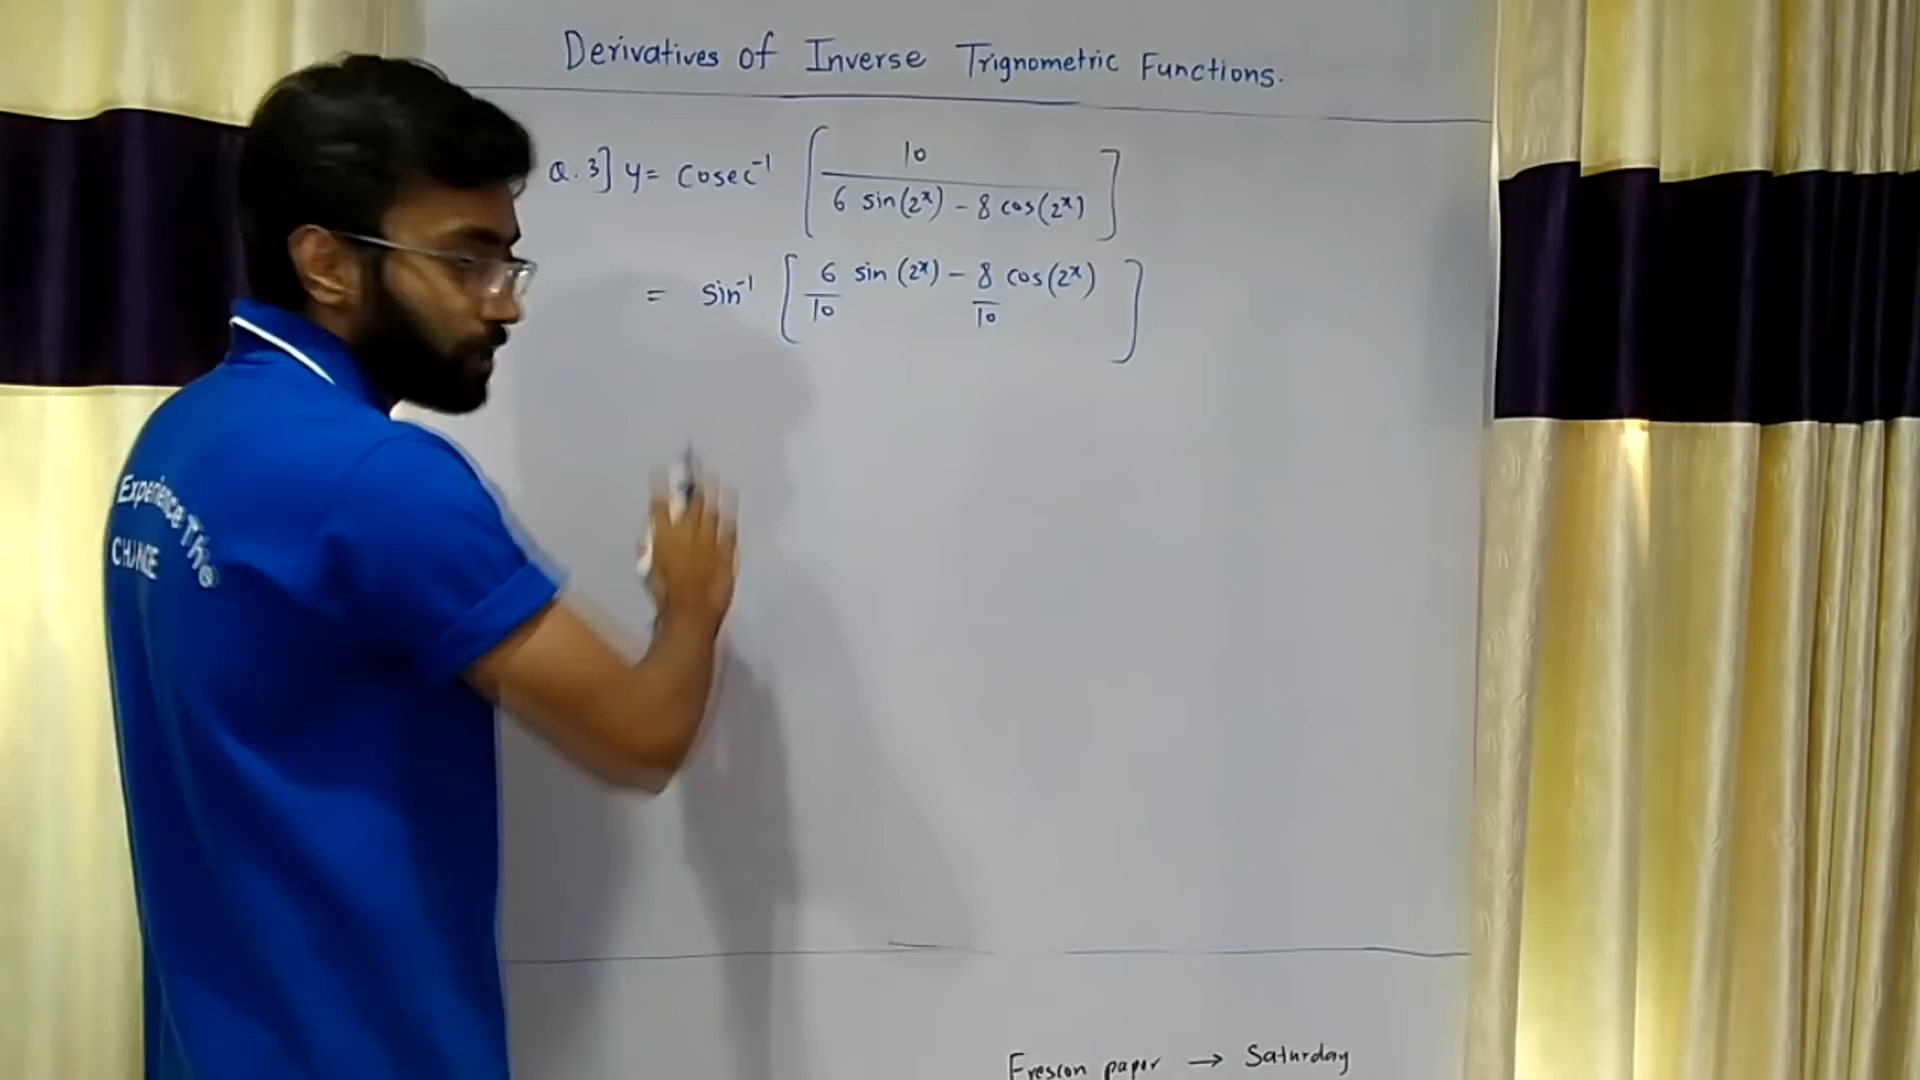 Derivatives of Inverse Trignometric Functions.
Q. 3] y = cosec⁻¹ [ 10 / 6 sin(2ˣ) - 8 cos(2ˣ) ]
= sin⁻¹ [ 6/10 sin (2ˣ) - 8/10 cos(2ˣ) ]
Experience The
CHANGE
paper → Saturday